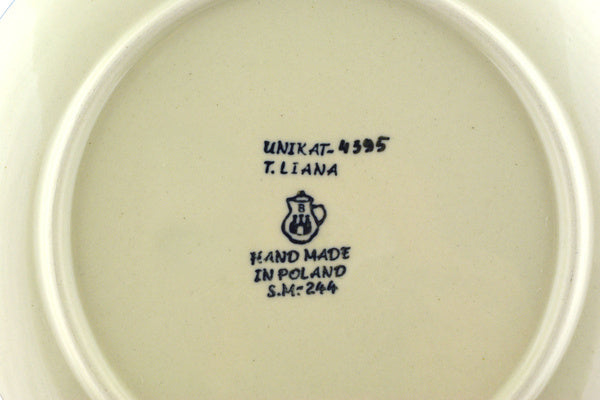 UNIKAT-4395
T. LIANA
B
HAND MADE
IN POLAND
S.M.-244